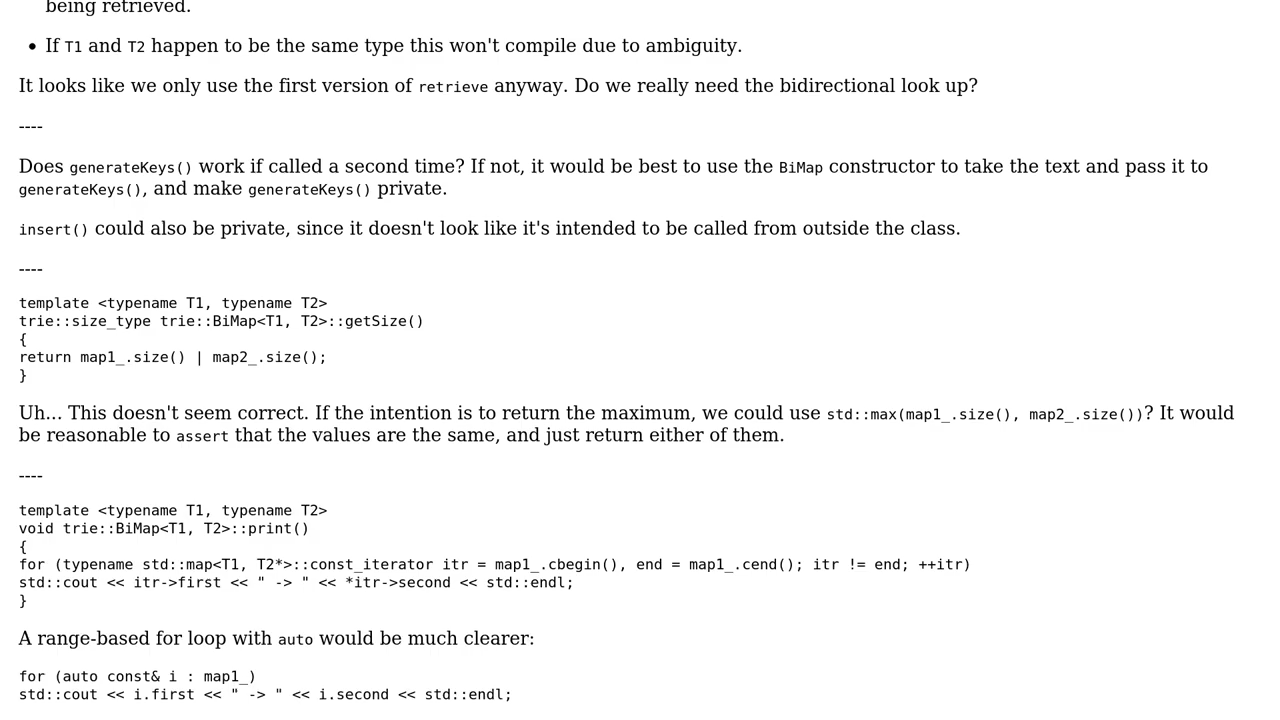 being retrieved.
• If T1 and T2 happen to be the same type this won't compile due to ambiguity.
It looks like we only use the first version of retrieve anyway. Do we really need the bidirectional look up?
----
Does generateKeys() work if called a second time? If not, it would be best to use the BiMap constructor to take the text and pass it to
generateKeys(), and make generateKeys() private.
insert() could also be private, since it doesn't look like it's intended to be called from outside the class.
----
template <typename T1, typename T2>
trie::size_type trie::BiMap<T1, T2>::getSize()
{
return map1_.size() | map2_.size();
}
Uh... This doesn't seem correct. If the intention is to return the maximum, we could use std::max(map1_.size(), map2_.size())? It would
be reasonable to assert that the values are the same, and just return either of them.
----
template <typename T1, typename T2>
void trie::BiMap<T1, T2>::print()
{
for (typename std::map<T1, T2*>::const_iterator itr = map1_.cbegin(), end = map1_.cend(); itr != end; ++itr)
std::cout << itr->first << " -> " << *itr->second << std::endl;
}
A range-based for loop with auto would be much clearer:
for (auto const& i : map1_)
std::cout << i.first << " -> " << i.second << std::endl;